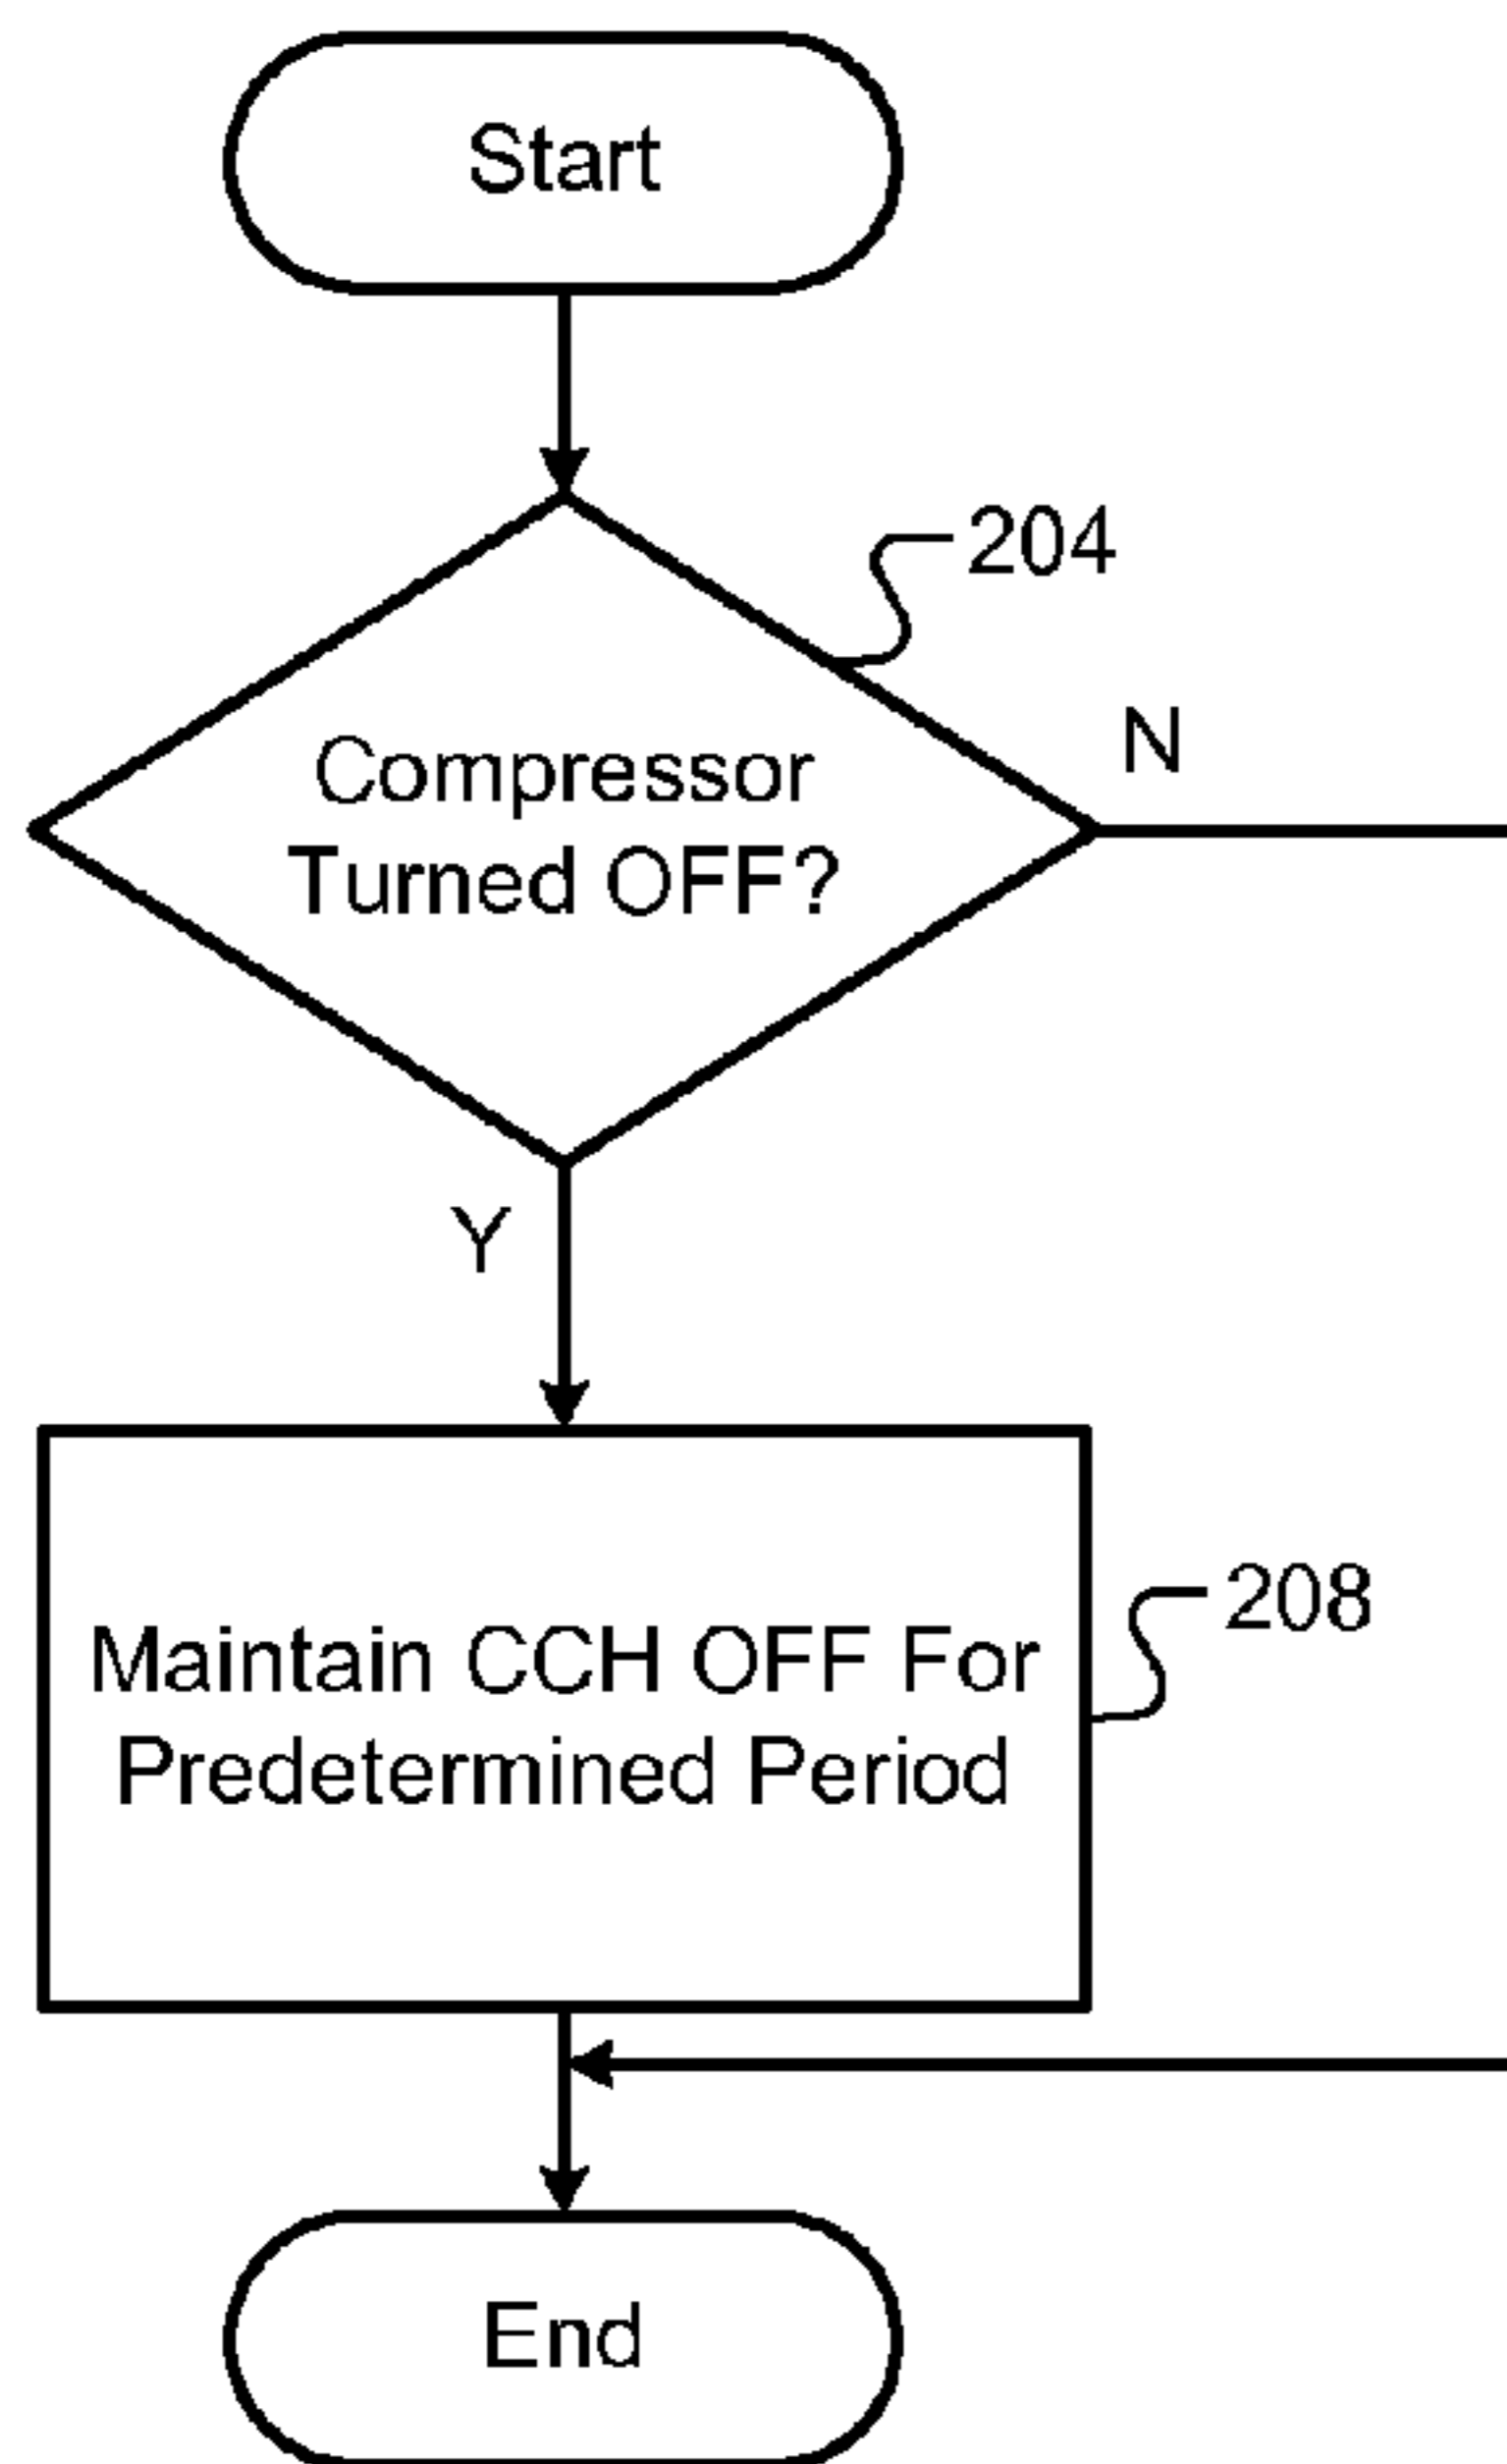 Start
204
N
Compressor
Turned OFF?
Y
208
Maintain CCH OFF For
Predetermined Period
End